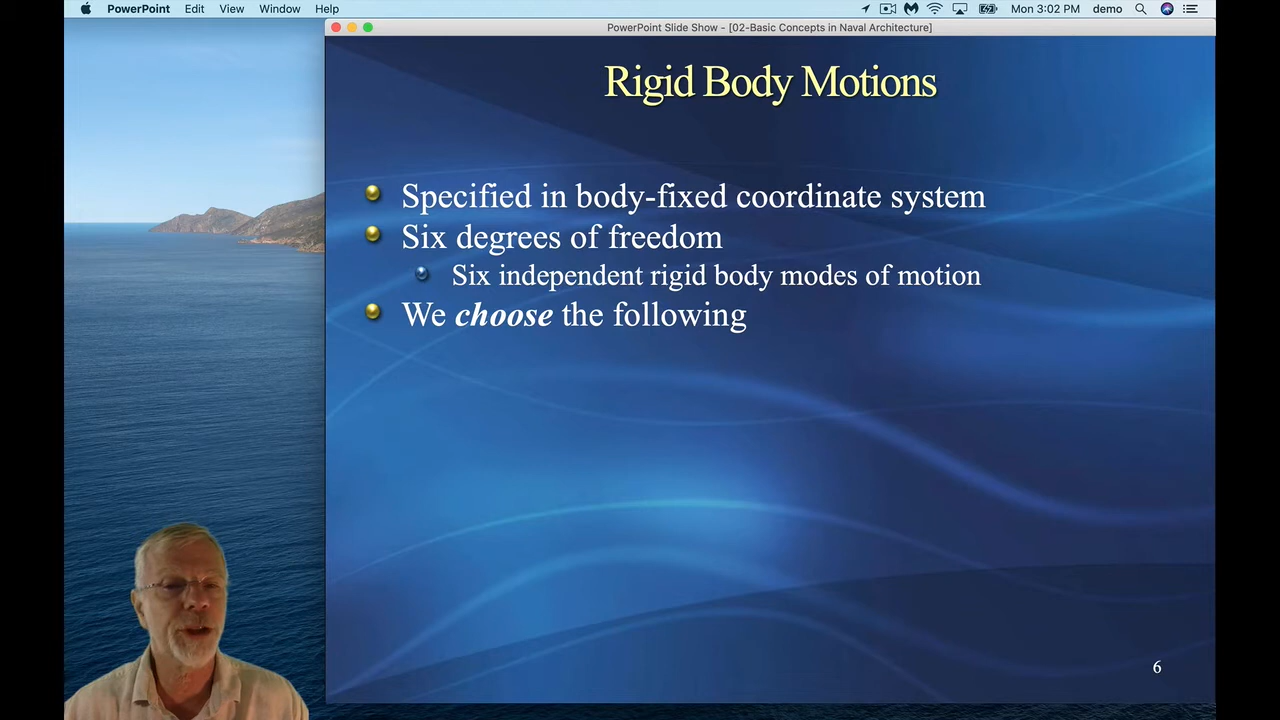 PowerPoint Edit View Window Help Mon 3:02 PM demo
PowerPoint Slide Show - [02-Basic Concepts in Naval Architecture]
Rigid Body Motions
Specified in body-fixed coordinate system
Six degrees of freedom
Six independent rigid body modes of motion
We choose the following
6